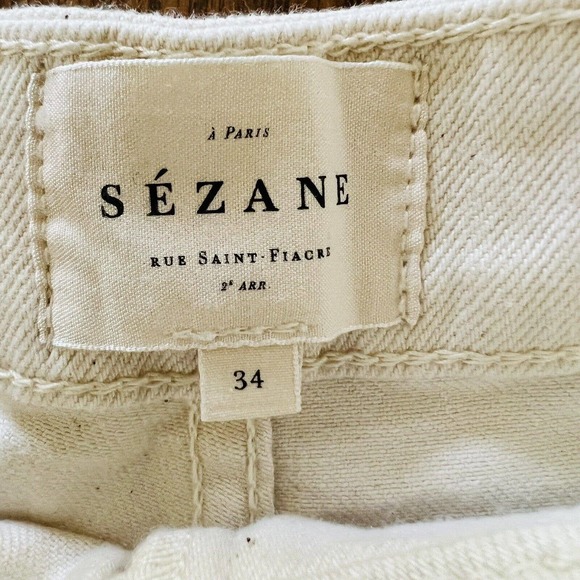 À PARIS
SÉZANE
RUE SAINT-FIACRE
2E ARR.
34